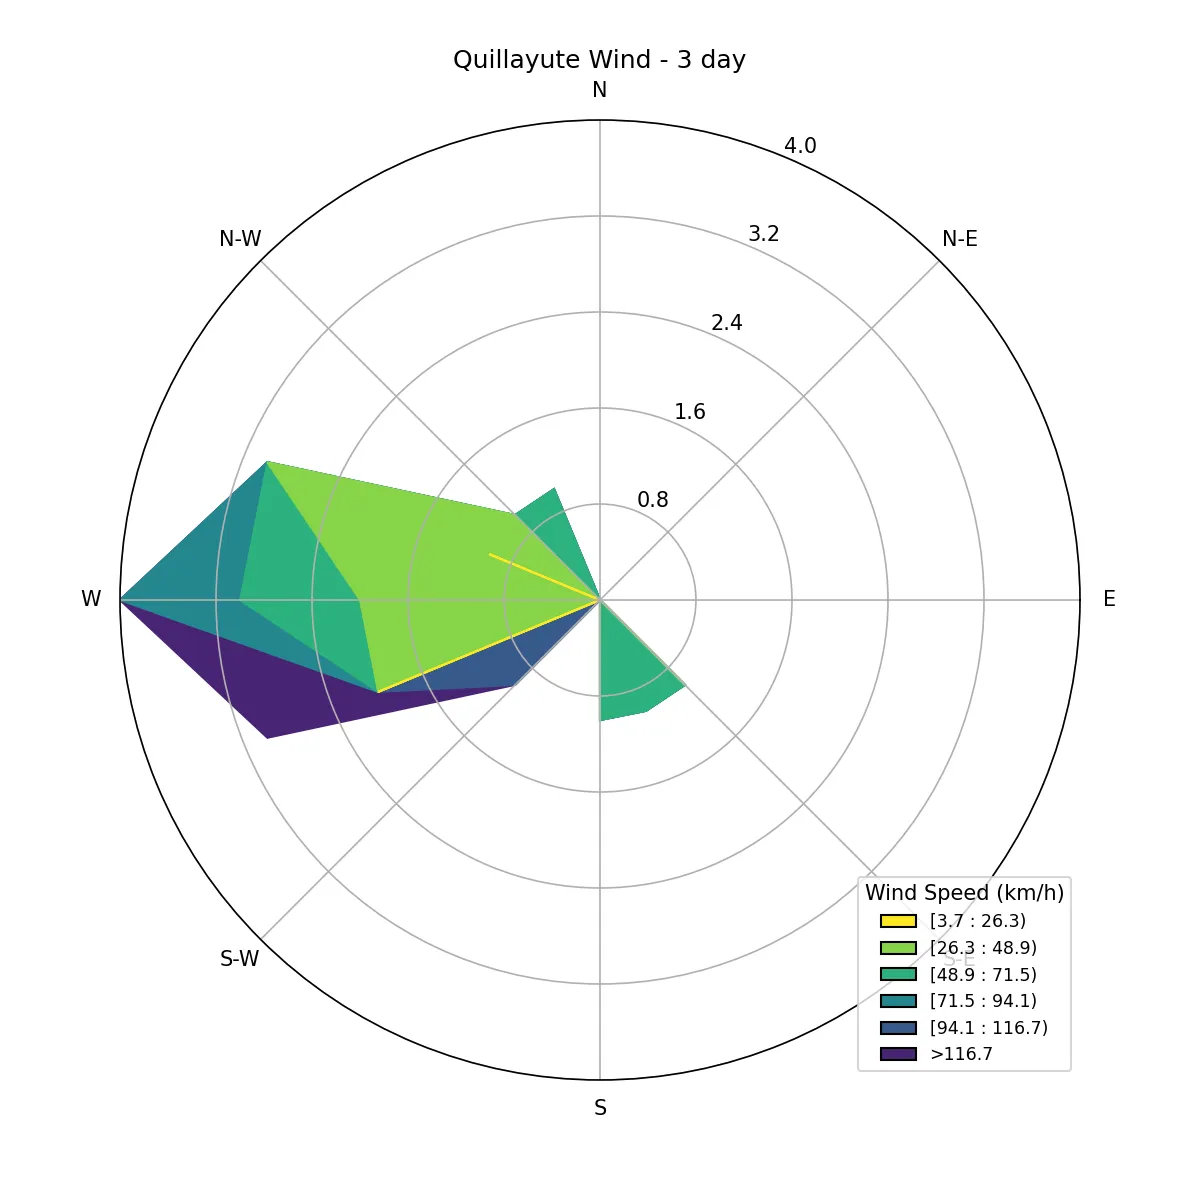 Quillayute Wind - 3 day
N
4.0
N-W
3.2
N-E
2.4
1.6
0.8
W
E
Wind Speed (km/h)
[3.7 : 26.3)
[26.3 : 48.9)
S-W
S-E
[48.9 : 71.5)
[71.5 : 94.1)
[94.1 : 116.7)
>116.7
S